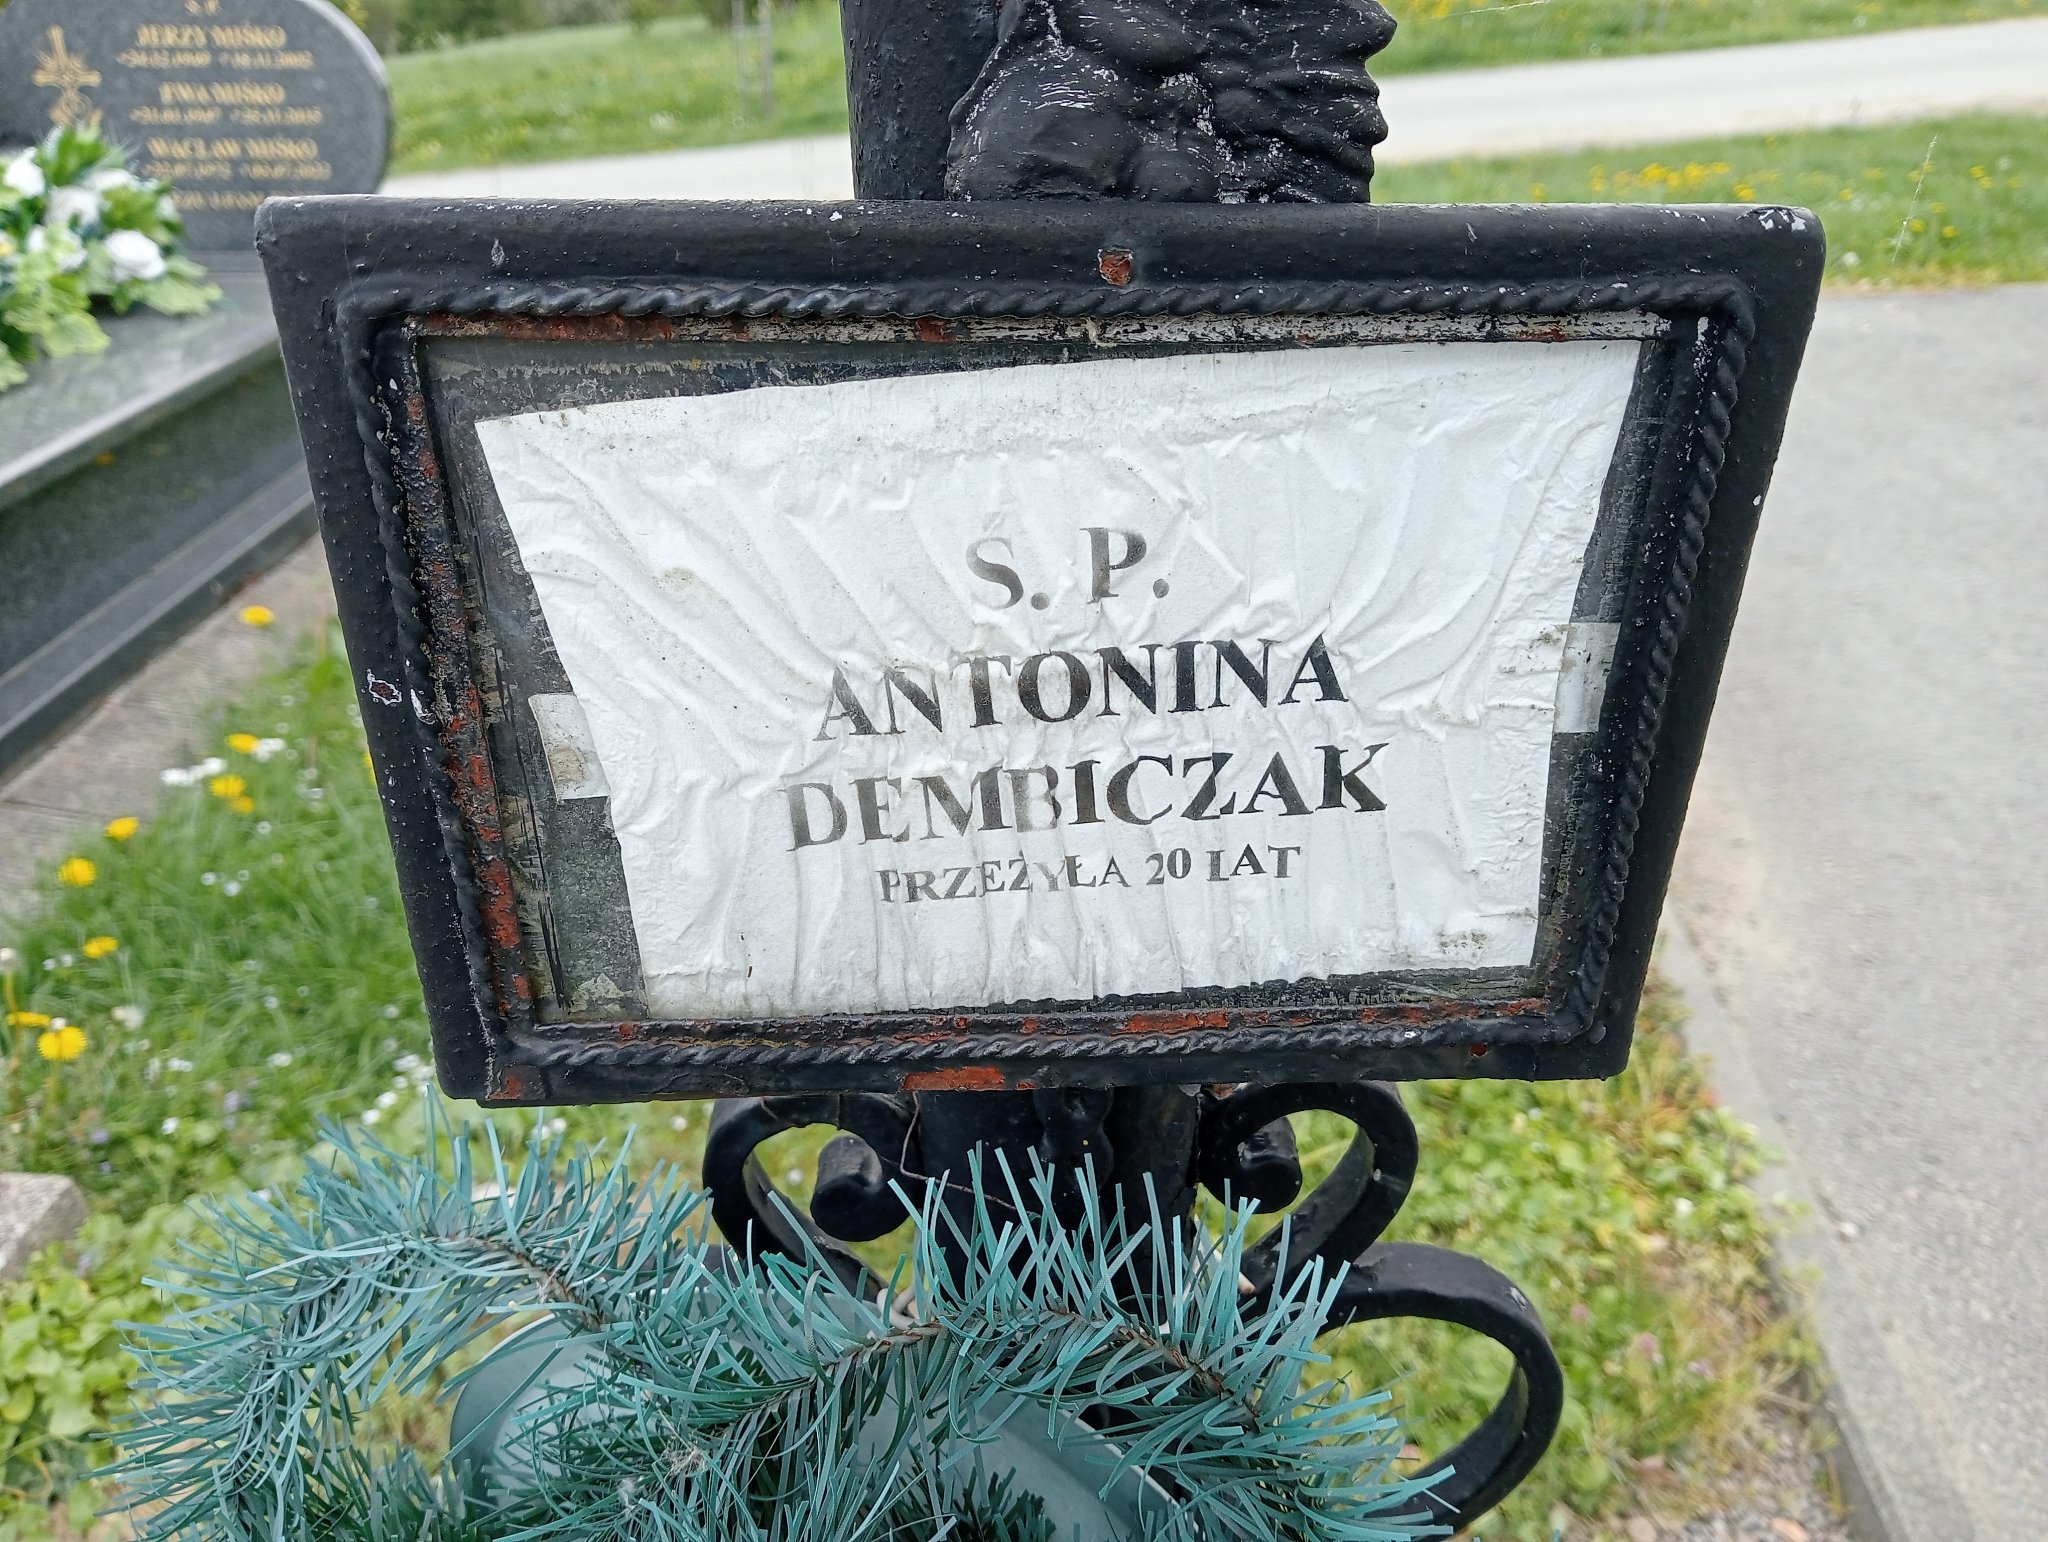 Ś.P.
JERZY MIŚKO
EWA MIŚKO
WACŁAW MIŚKO
Ś. P.
ANTONINA
DEMBICZAK
PRZEŻYŁA 20 LAT